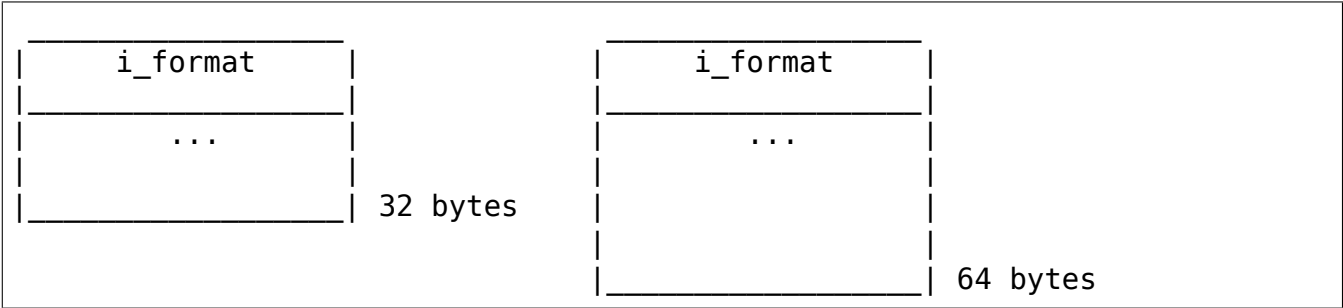 i_format i_format
... ...
32 bytes
64 bytes